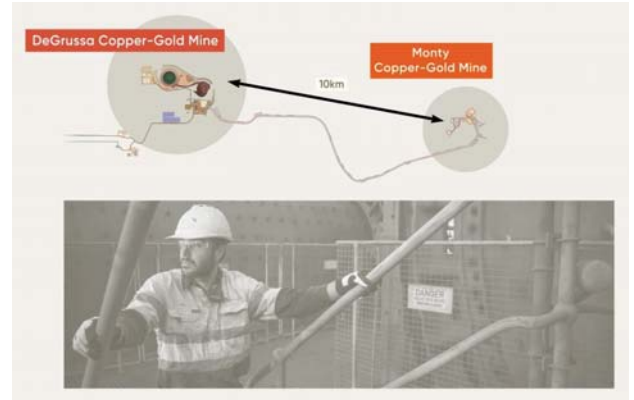 DeGrussa Copper-Gold Mine
Monty
Copper-Gold Mine
10km
DANGER